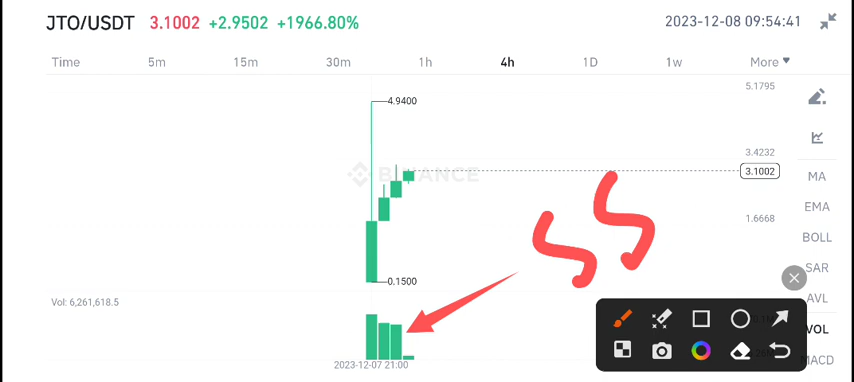 JTO/USDT 3.1002 +2.9502 +1966.80% 2023-12-08 09:54:41
Time 5m 15m 30m 1h 4h 1D 1w More
5.1795
4.9400
3.4232
BINANCE
3.1002
MA
EMA
1.6668
BOLL
SAR
0.1500
Vol: 6,261,618.5
AVL
VOL
2023-12-07 21:00
MACD